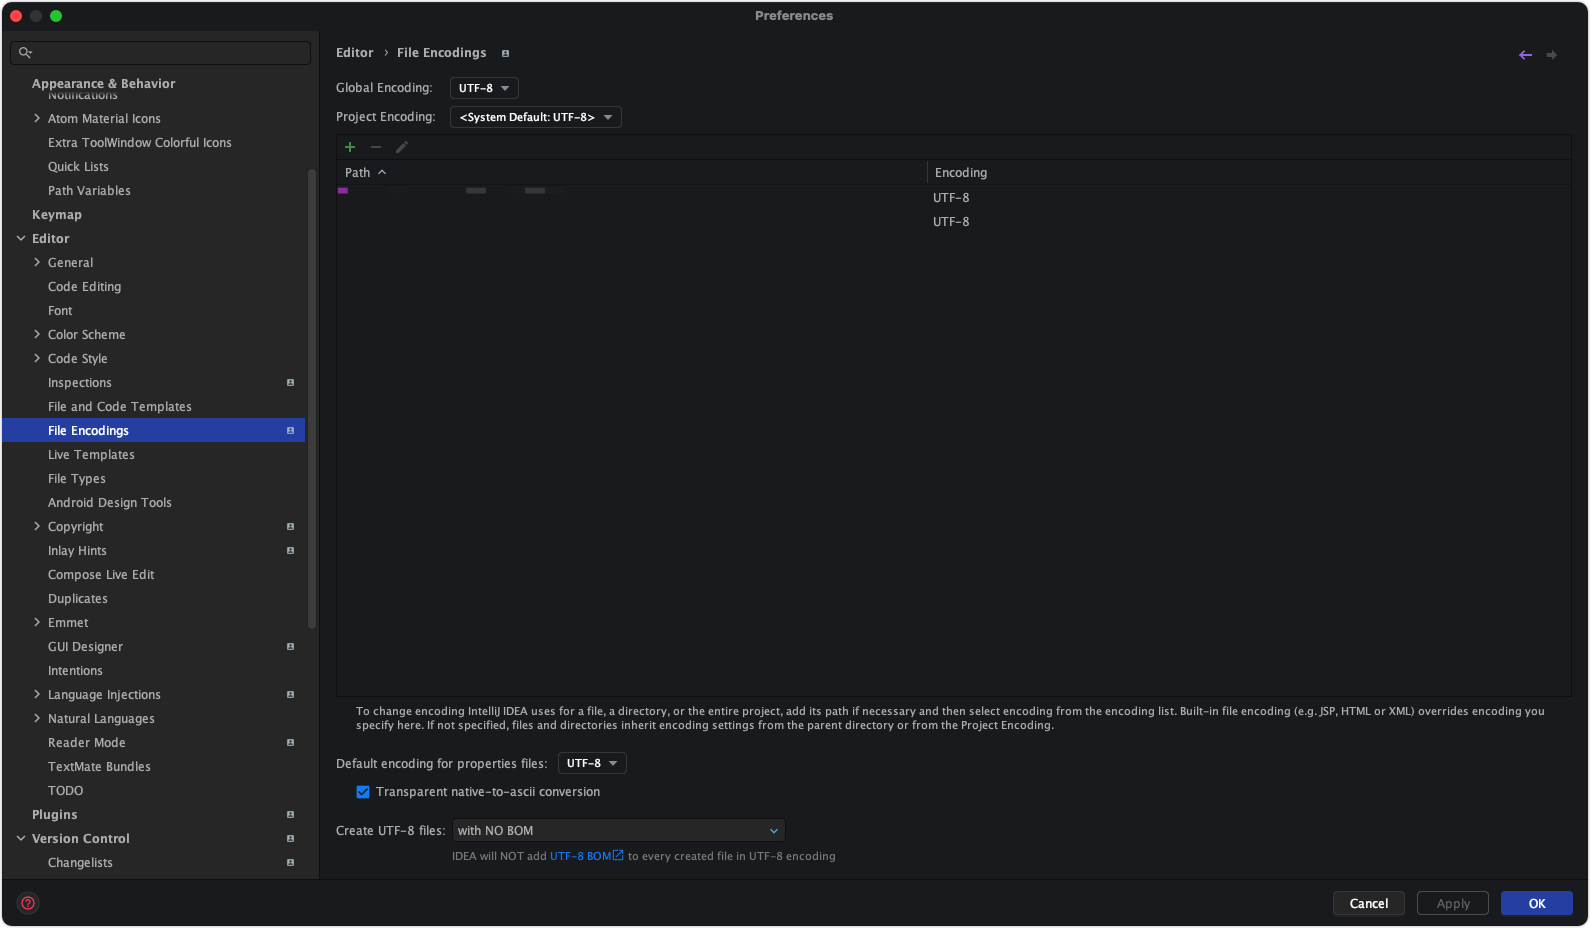 Preferences
Appearance & Behavior
Notifications
Atom Material Icons
Extra ToolWindow Colorful Icons
Quick Lists
Path Variables
Keymap
Editor
General
Code Editing
Font
Color Scheme
Code Style
Inspections
File and Code Templates
File Encodings
Live Templates
File Types
Android Design Tools
Copyright
Inlay Hints
Compose Live Edit
Duplicates
Emmet
GUI Designer
Intentions
Language Injections
Natural Languages
Reader Mode
TextMate Bundles
TODO
Plugins
Version Control
Changelists
Editor › File Encodings
Global Encoding: UTF-8
Project Encoding: <System Default: UTF-8>
Path Encoding
UTF-8
UTF-8
To change encoding IntelliJ IDEA uses for a file, a directory, or the entire project, add its path if necessary and then select encoding from the encoding list. Built-in file encoding (e.g. JSP, HTML or XML) overrides encoding you
specify here. If not specified, files and directories inherit encoding settings from the parent directory or from the Project Encoding.
Default encoding for properties files: UTF-8
Transparent native-to-ascii conversion
Create UTF-8 files: with NO BOM
IDEA will NOT add UTF-8 BOM to every created file in UTF-8 encoding
Cancel Apply OK